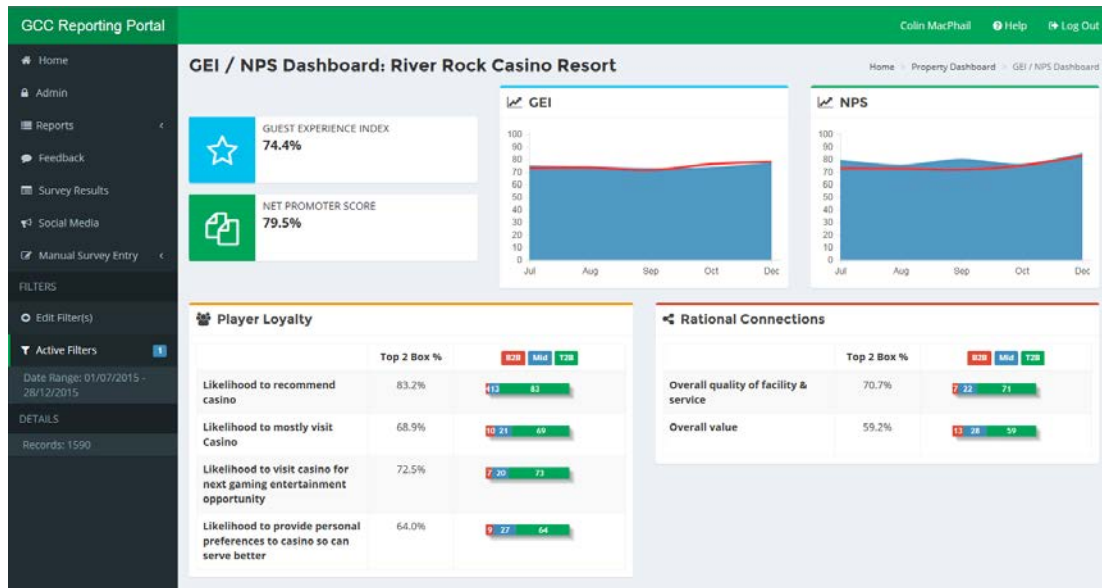 GCC Reporting Portal
Colin MacPhail
Help
Log Out
Home
Admin
Reports
Feedback
Survey Results
Social Media
Manual Survey Entry
FILTERS
Edit Filter(s)
Active Filters 1
Date Range: 01/07/2015 -
28/12/2015
DETAILS
Records: 1590
GEI / NPS Dashboard: River Rock Casino Resort
Home > Property Dashboard > GEI / NPS Dashboard
GUEST EXPERIENCE INDEX
74.4%
NET PROMOTER SCORE
79.5%
GEI
100
90
80
70
60
50
40
30
20
10
0
Jul Aug Sep Oct Dec
NPS
100
90
80
70
60
50
40
30
20
10
0
Jul Aug Sep Oct Dec
Player Loyalty
Top 2 Box % B2B Mid T2B
Likelihood to recommend
casino
83.2% 4 13 83
Likelihood to mostly visit
Casino
68.9% 10 21 69
Likelihood to visit casino for
next gaming entertainment
opportunity
72.5% 7 20 73
Likelihood to provide personal
preferences to casino so can
serve better
64.0% 9 27 64
Rational Connections
Top 2 Box % B2B Mid T2B
Overall quality of facility &
service
70.7% 7 22 71
Overall value
59.2% 13 28 59